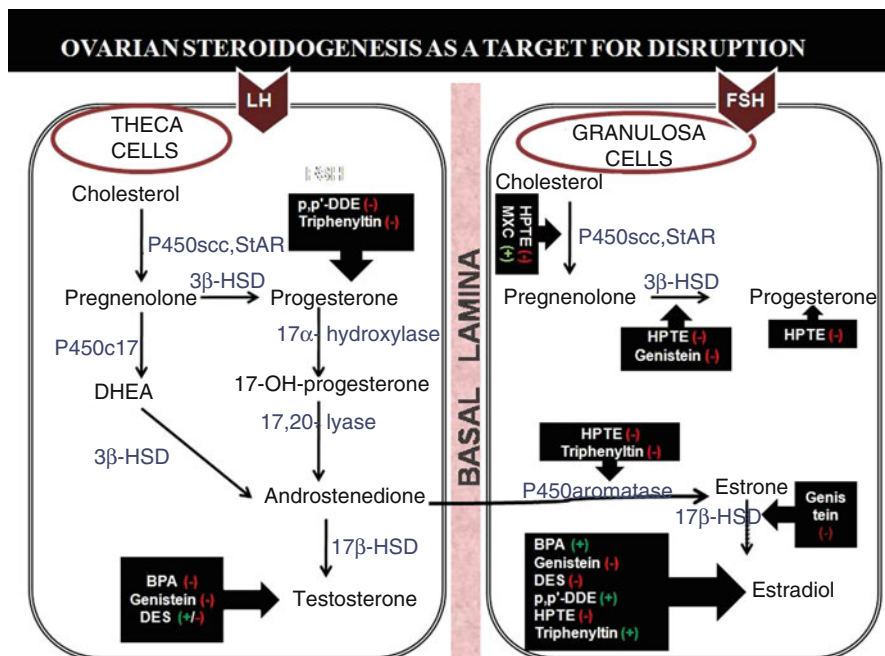 OVARIAN STEROIDOGENESIS AS A TARGET FOR DISRUPTION
LH
THECA
CELLS
Cholesterol
p,p'-DDE (-)
Triphenyltin (-)
P450scc,StAR
3β-HSD
Pregnenolone
Progesterone
P450c17
17α- hydroxylase
DHEA
17-OH-progesterone
17,20- lyase
3β-HSD
Androstenedione
17β-HSD
BPA (-)
Genistein (-)
DES (+/-)
Testosterone
BASAL LAMINA
FSH
GRANULOSA
CELLS
Cholesterol
HPTE (-)
MXC (+)
P450scc,StAR
3β-HSD
Pregnenolone
Progesterone
HPTE (-)
Genistein (-)
HPTE (-)
HPTE (-)
Triphenyltin (-)
P450aromatase
Estrone
17β-HSD
Genis
tein
(-)
BPA (+)
Genistein (-)
DES (-)
p,p'-DDE (+)
HPTE (-)
Triphenyltin (+)
Estradiol